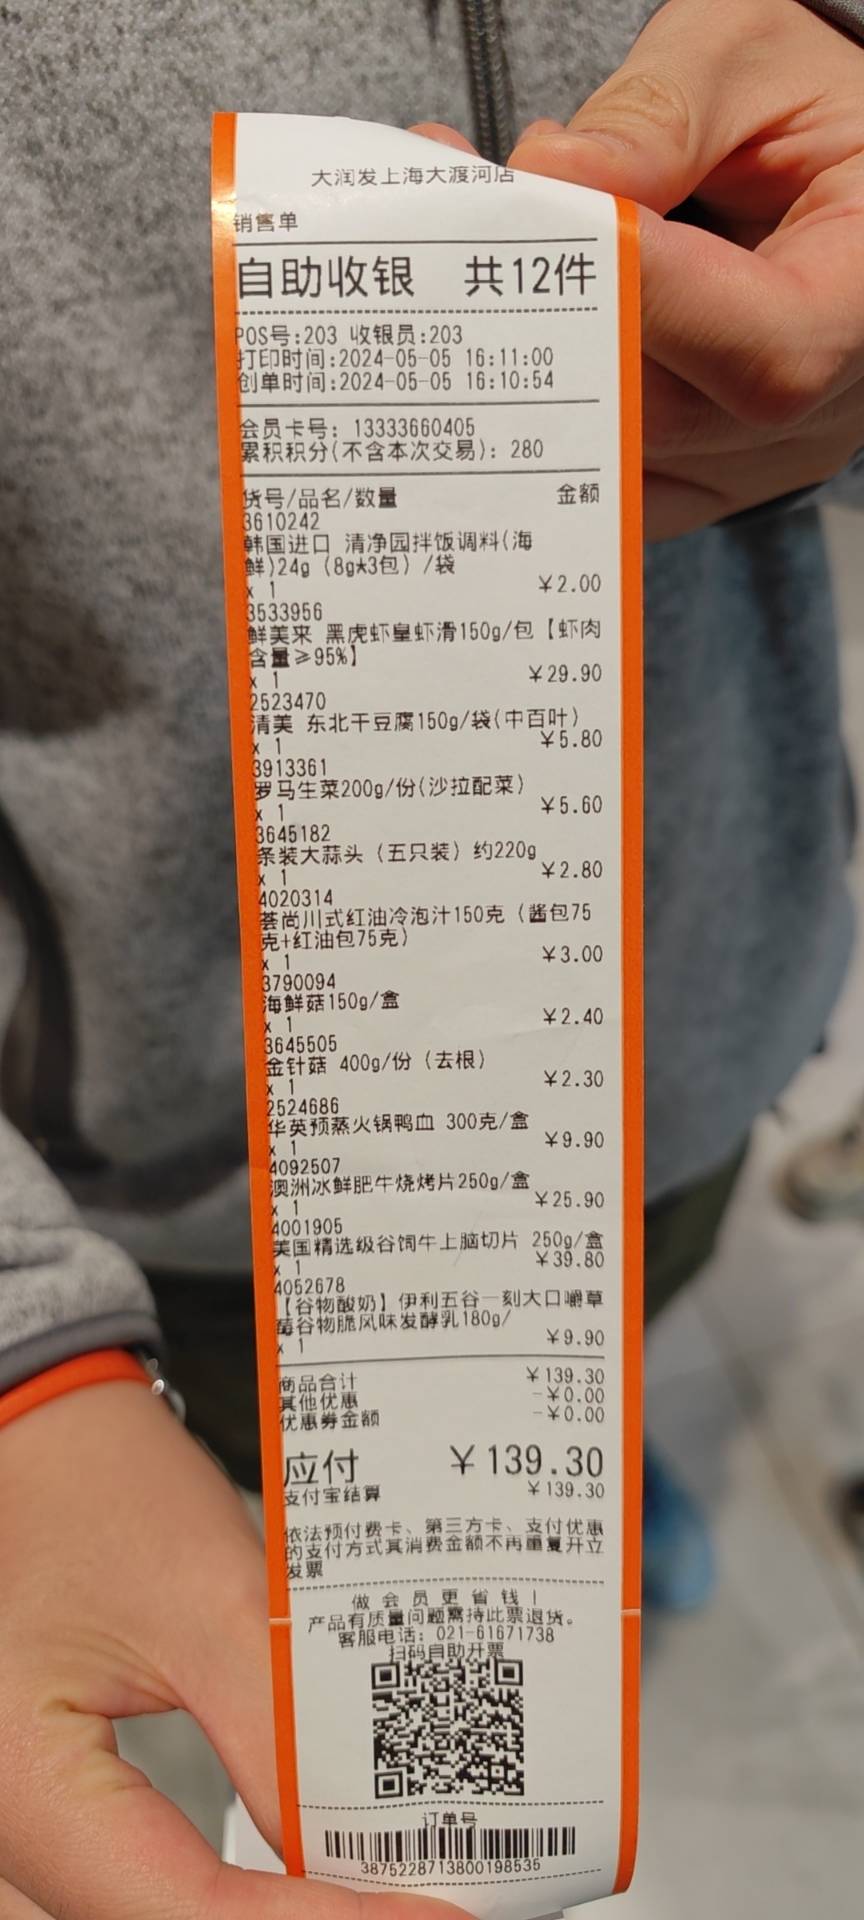 大润发上海大渡河店
销售单
自助收银 共12件
POS号:203 收银员:203
打印时间:2024-05-05 16:11:00
创单时间:2024-05-05 16:10:54
会员卡号: 13333660405
累积积分(不含本次交易): 280
货号/品名/数量 金额
3610242
韩国进口 清净园拌饭调料(海
鲜)24g (8g*3包) /袋
x 1 ¥2.00
3533956
鲜美来 黑虎虾皇虾滑150g/包【虾肉
含量≥95%】
x 1 ¥29.90
2523470
清美 东北干豆腐150g/袋(中百叶)
x 1 ¥5.80
3913361
罗马生菜200g/份(沙拉配菜)
x 1 ¥5.60
3645182
条装大蒜头 (五只装) 约220g
x 1 ¥2.80
4020314
荟尚川式红油冷泡汁150克 (酱包75
克+红油包75克)
x 1 ¥3.00
3790094
海鲜菇150g/盒
x 1 ¥2.40
3645505
金针菇 400g/份 (去根)
x 1 ¥2.30
2524686
华英预蒸火锅鸭血 300克/盒
x 1 ¥9.90
4092507
澳洲冰鲜肥牛烧烤片250g/盒
x 1 ¥25.90
4001905
美国精选级谷饲牛上脑切片 250g/盒
x 1 ¥39.80
4052678
【谷物酸奶】伊利五谷一刻大口嚼草
莓谷物脆风味发酵乳180g/
x 1 ¥9.90
商品合计 ¥139.30
其他优惠 -¥0.00
优惠券金额 -¥0.00
应付 ¥139.30
支付宝结算 ¥139.30
依法预付费卡、第三方卡、支付优惠
的支付方式其消费金额不再重复开立
发票
做会员更省钱!
产品有质量问题需持此票退货。
客服电话: 021-61671738
扫码自助开票
订单号
3875228713800198535